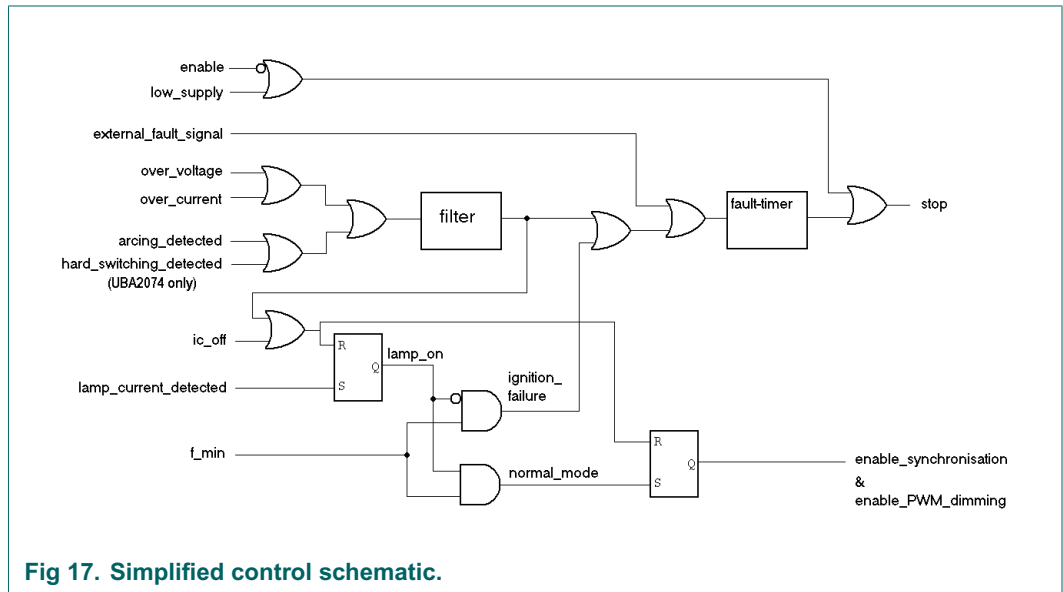 enable
low_supply
external_fault_signal
over_voltage
over_current
filter
fault-timer
stop
arcing_detected
hard_switching_detected
(UBA2074 only)
ic_off
R
Q
S
lamp_on
lamp_current_detected
ignition_
failure
f_min
normal_mode
R
Q
S
enable_synchronisation
&
enable_PWM_dimming
Fig 17. Simplified control schematic.